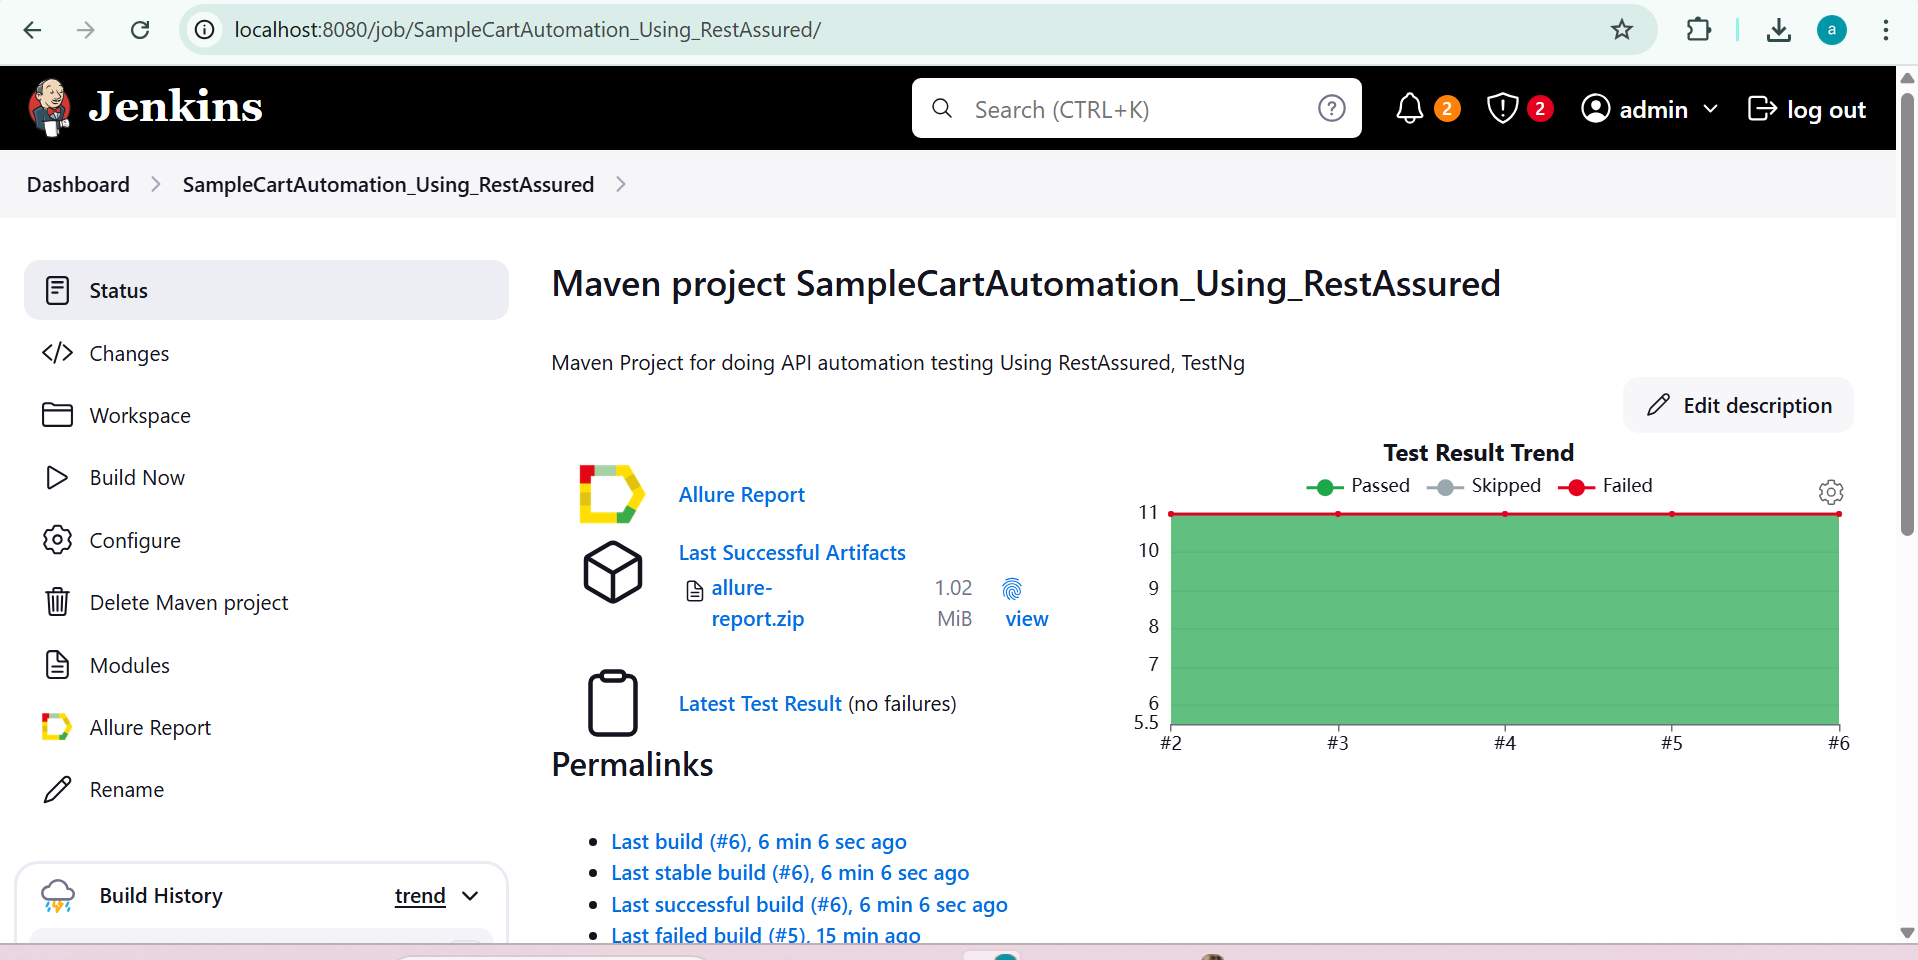 localhost:8080/job/SampleCartAutomation_Using_RestAssured/
a
Jenkins
Search (CTRL+K)
?
2
2
admin
log out
Dashboard
SampleCartAutomation_Using_RestAssured
Status
Changes
Workspace
Build Now
Configure
Delete Maven project
Modules
Allure Report
Rename
Build History
trend
Maven project SampleCartAutomation_Using_RestAssured
Maven Project for doing API automation testing Using RestAssured, TestNg
Edit description
Allure Report
Last Successful Artifacts
allure-
report.zip
1.02
MiB
view
Latest Test Result (no failures)
Test Result Trend
Passed Skipped Failed
11
10
9
8
7
6
5.5
#2 #3 #4 #5 #6
Permalinks
Last build (#6), 6 min 6 sec ago
Last stable build (#6), 6 min 6 sec ago
Last successful build (#6), 6 min 6 sec ago
Last failed build (#5), 15 min ago